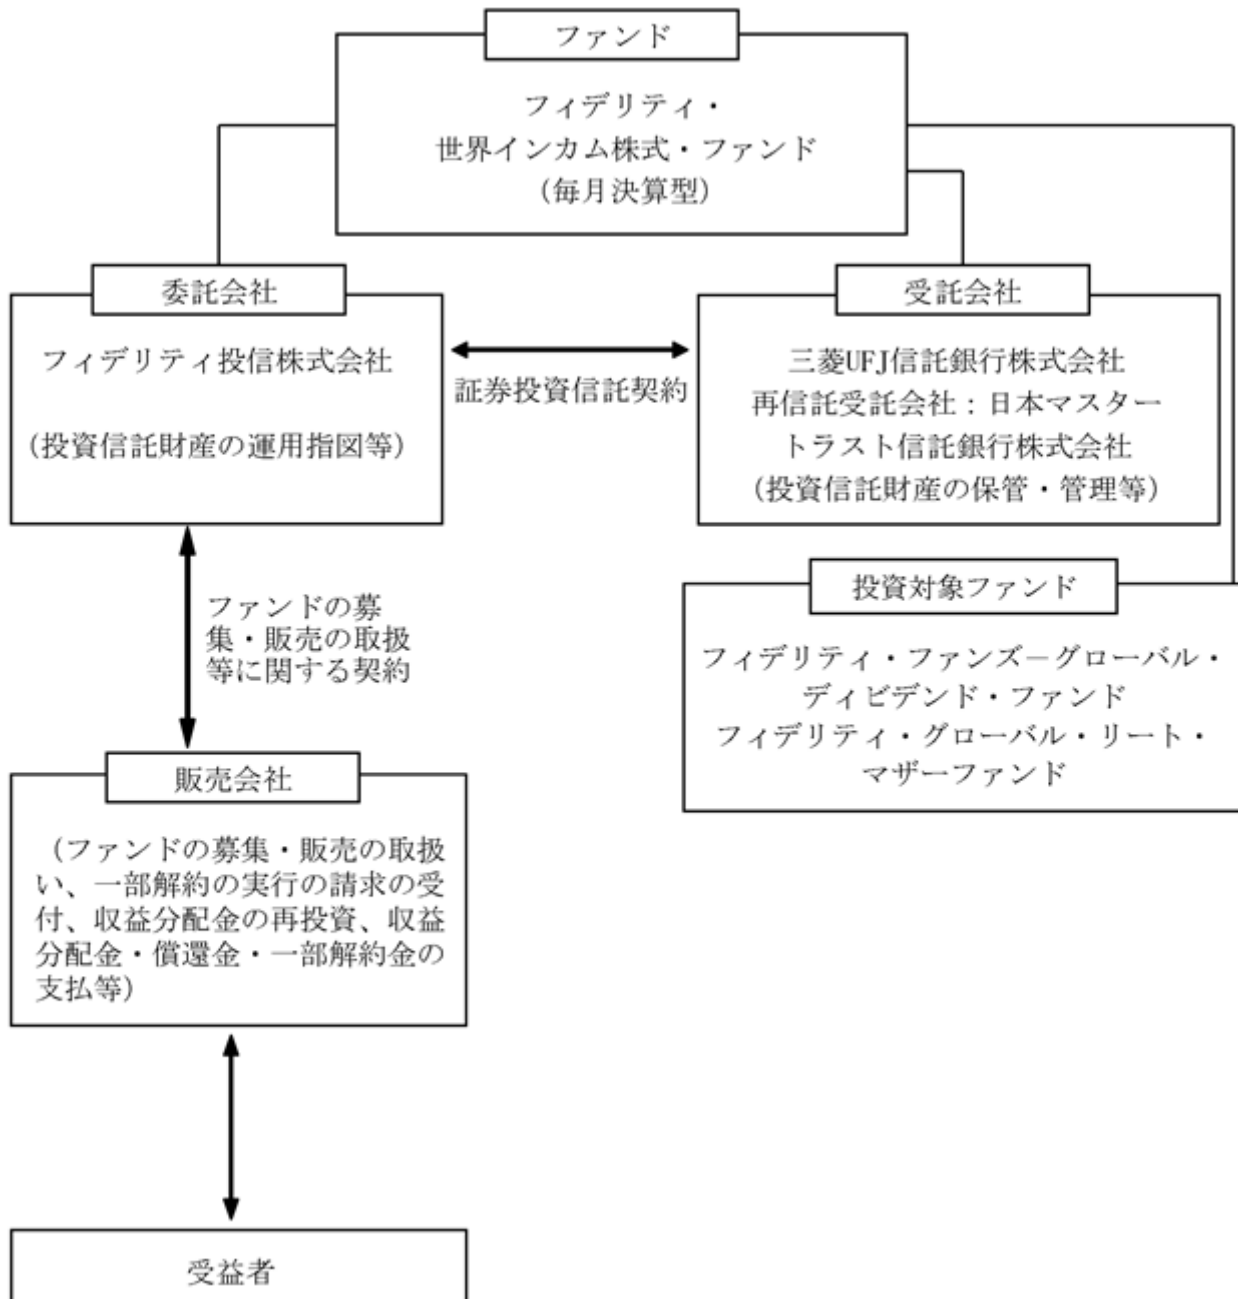 ファンド
フィデリティ・
世界インカム株式・ファンド
（毎月決算型）
委託会社
フィデリティ投信株式会社
（投資信託財産の運用指図等）
証券投資信託契約
受託会社
三菱UFJ信託銀行株式会社
再信託受託会社：日本マスター
トラスト信託銀行株式会社
（投資信託財産の保管・管理等）
ファンドの募
集・販売の取扱
等に関する契約
投資対象ファンド
フィデリティ・ファンズ－グローバル・
ディビデンド・ファンド
フィデリティ・グローバル・リート・
マザーファンド
販売会社
（ファンドの募集・販売の取扱
い、一部解約の実行の請求の受
付、収益分配金の再投資、収益
分配金・償還金・一部解約金の
支払等）
受益者